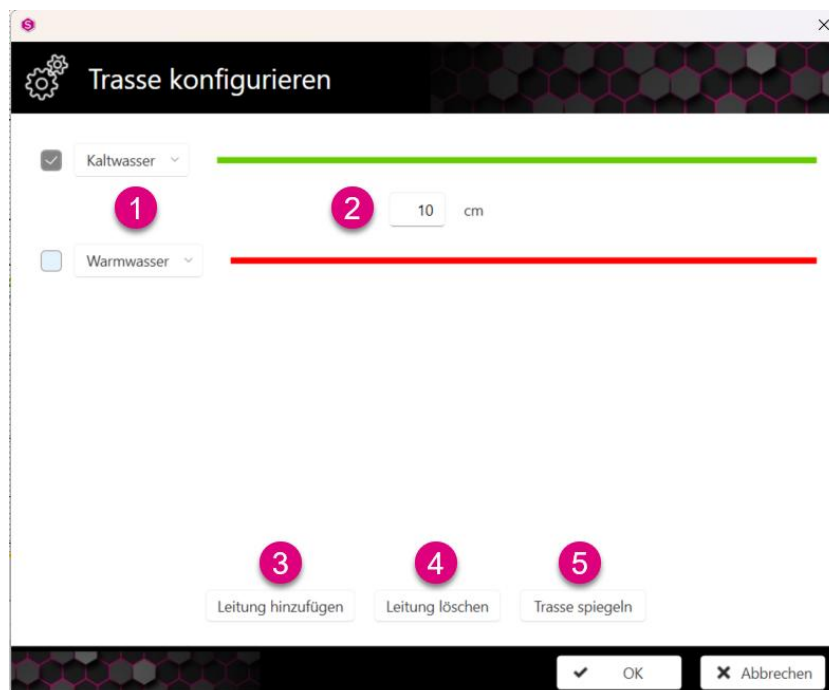 S
Trasse konfigurieren
Kaltwasser
1
2
10 cm
Warmwasser
3
4
5
Leitung hinzufügen
Leitung löschen
Trasse spiegeln
OK
Abbrechen